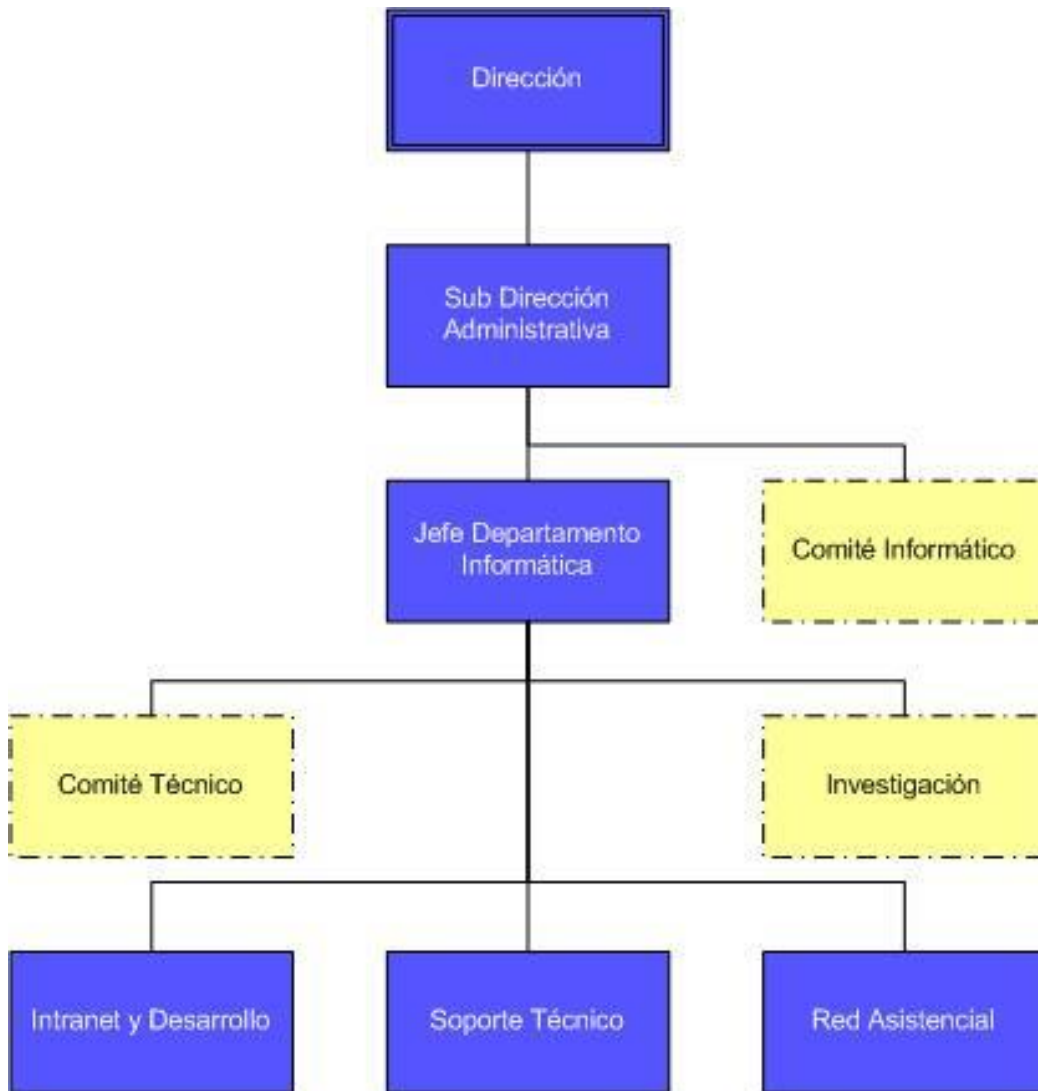 Dirección
Sub Dirección
Administrativa
Jefe Departamento
Informática
Comité Informático
Comité Técnico
Investigación
Intranet y Desarrollo
Soporte Técnico
Red Asistencial